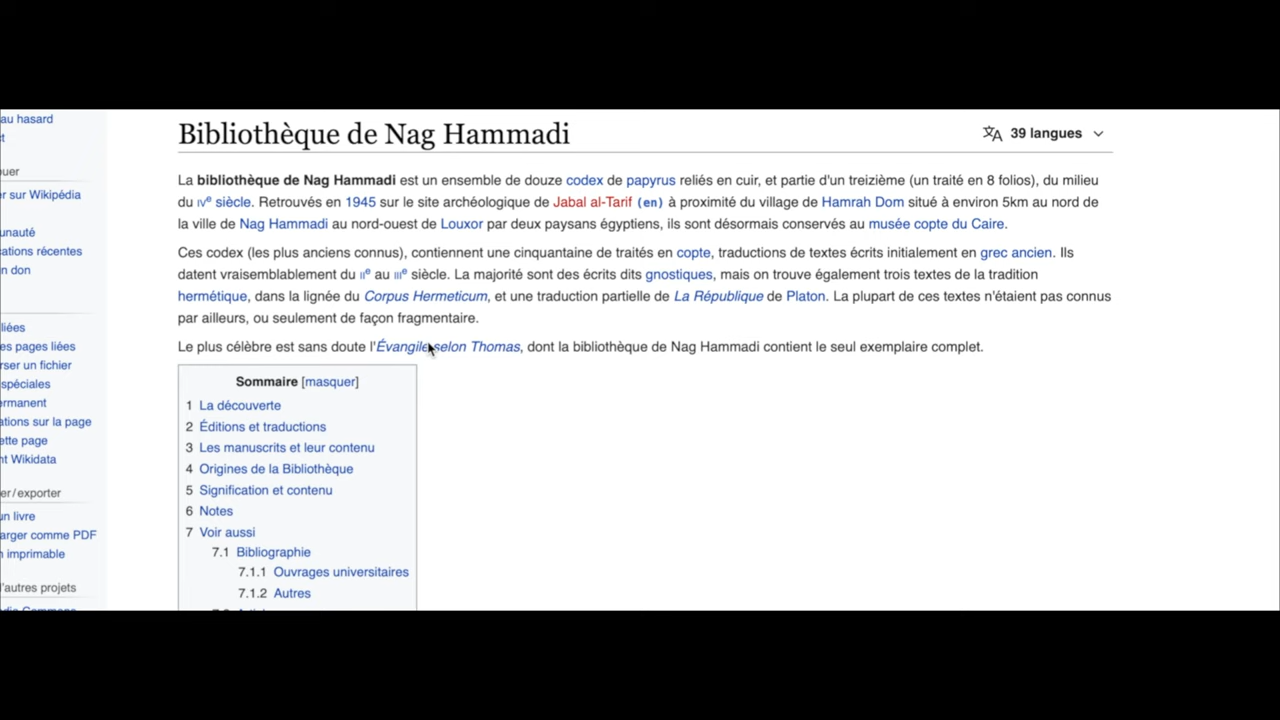 au hasard
Bibliothèque de Nag Hammadi
39 langues
er sur Wikipédia
cations récentes
n don
liées
es pages liées
rser un fichier
spéciales
ermanent
ations sur la page
ette page
nt Wikidata
er/exporter
un livre
arger comme PDF
n imprimable
d'autres projets
La bibliothèque de Nag Hammadi est un ensemble de douze codex de papyrus reliés en cuir, et partie d'un treizième (un traité en 8 folios), du milieu
du IVe siècle. Retrouvés en 1945 sur le site archéologique de Jabal al-Tarif (en) à proximité du village de Hamrah Dom situé à environ 5km au nord de
la ville de Nag Hammadi au nord-ouest de Louxor par deux paysans égyptiens, ils sont désormais conservés au musée copte du Caire.
Ces codex (les plus anciens connus), contiennent une cinquantaine de traités en copte, traductions de textes écrits initialement en grec ancien. Ils
datent vraisemblablement du IIe au IIIe siècle. La majorité sont des écrits dits gnostiques, mais on trouve également trois textes de la tradition
hermétique, dans la lignée du Corpus Hermeticum, et une traduction partielle de La République de Platon. La plupart de ces textes n'étaient pas connus
par ailleurs, ou seulement de façon fragmentaire.
Le plus célèbre est sans doute l'Évangile selon Thomas, dont la bibliothèque de Nag Hammadi contient le seul exemplaire complet.
Sommaire [masquer]
1 La découverte
2 Éditions et traductions
3 Les manuscrits et leur contenu
4 Origines de la Bibliothèque
5 Signification et contenu
6 Notes
7 Voir aussi
7.1 Bibliographie
7.1.1 Ouvrages universitaires
7.1.2 Autres